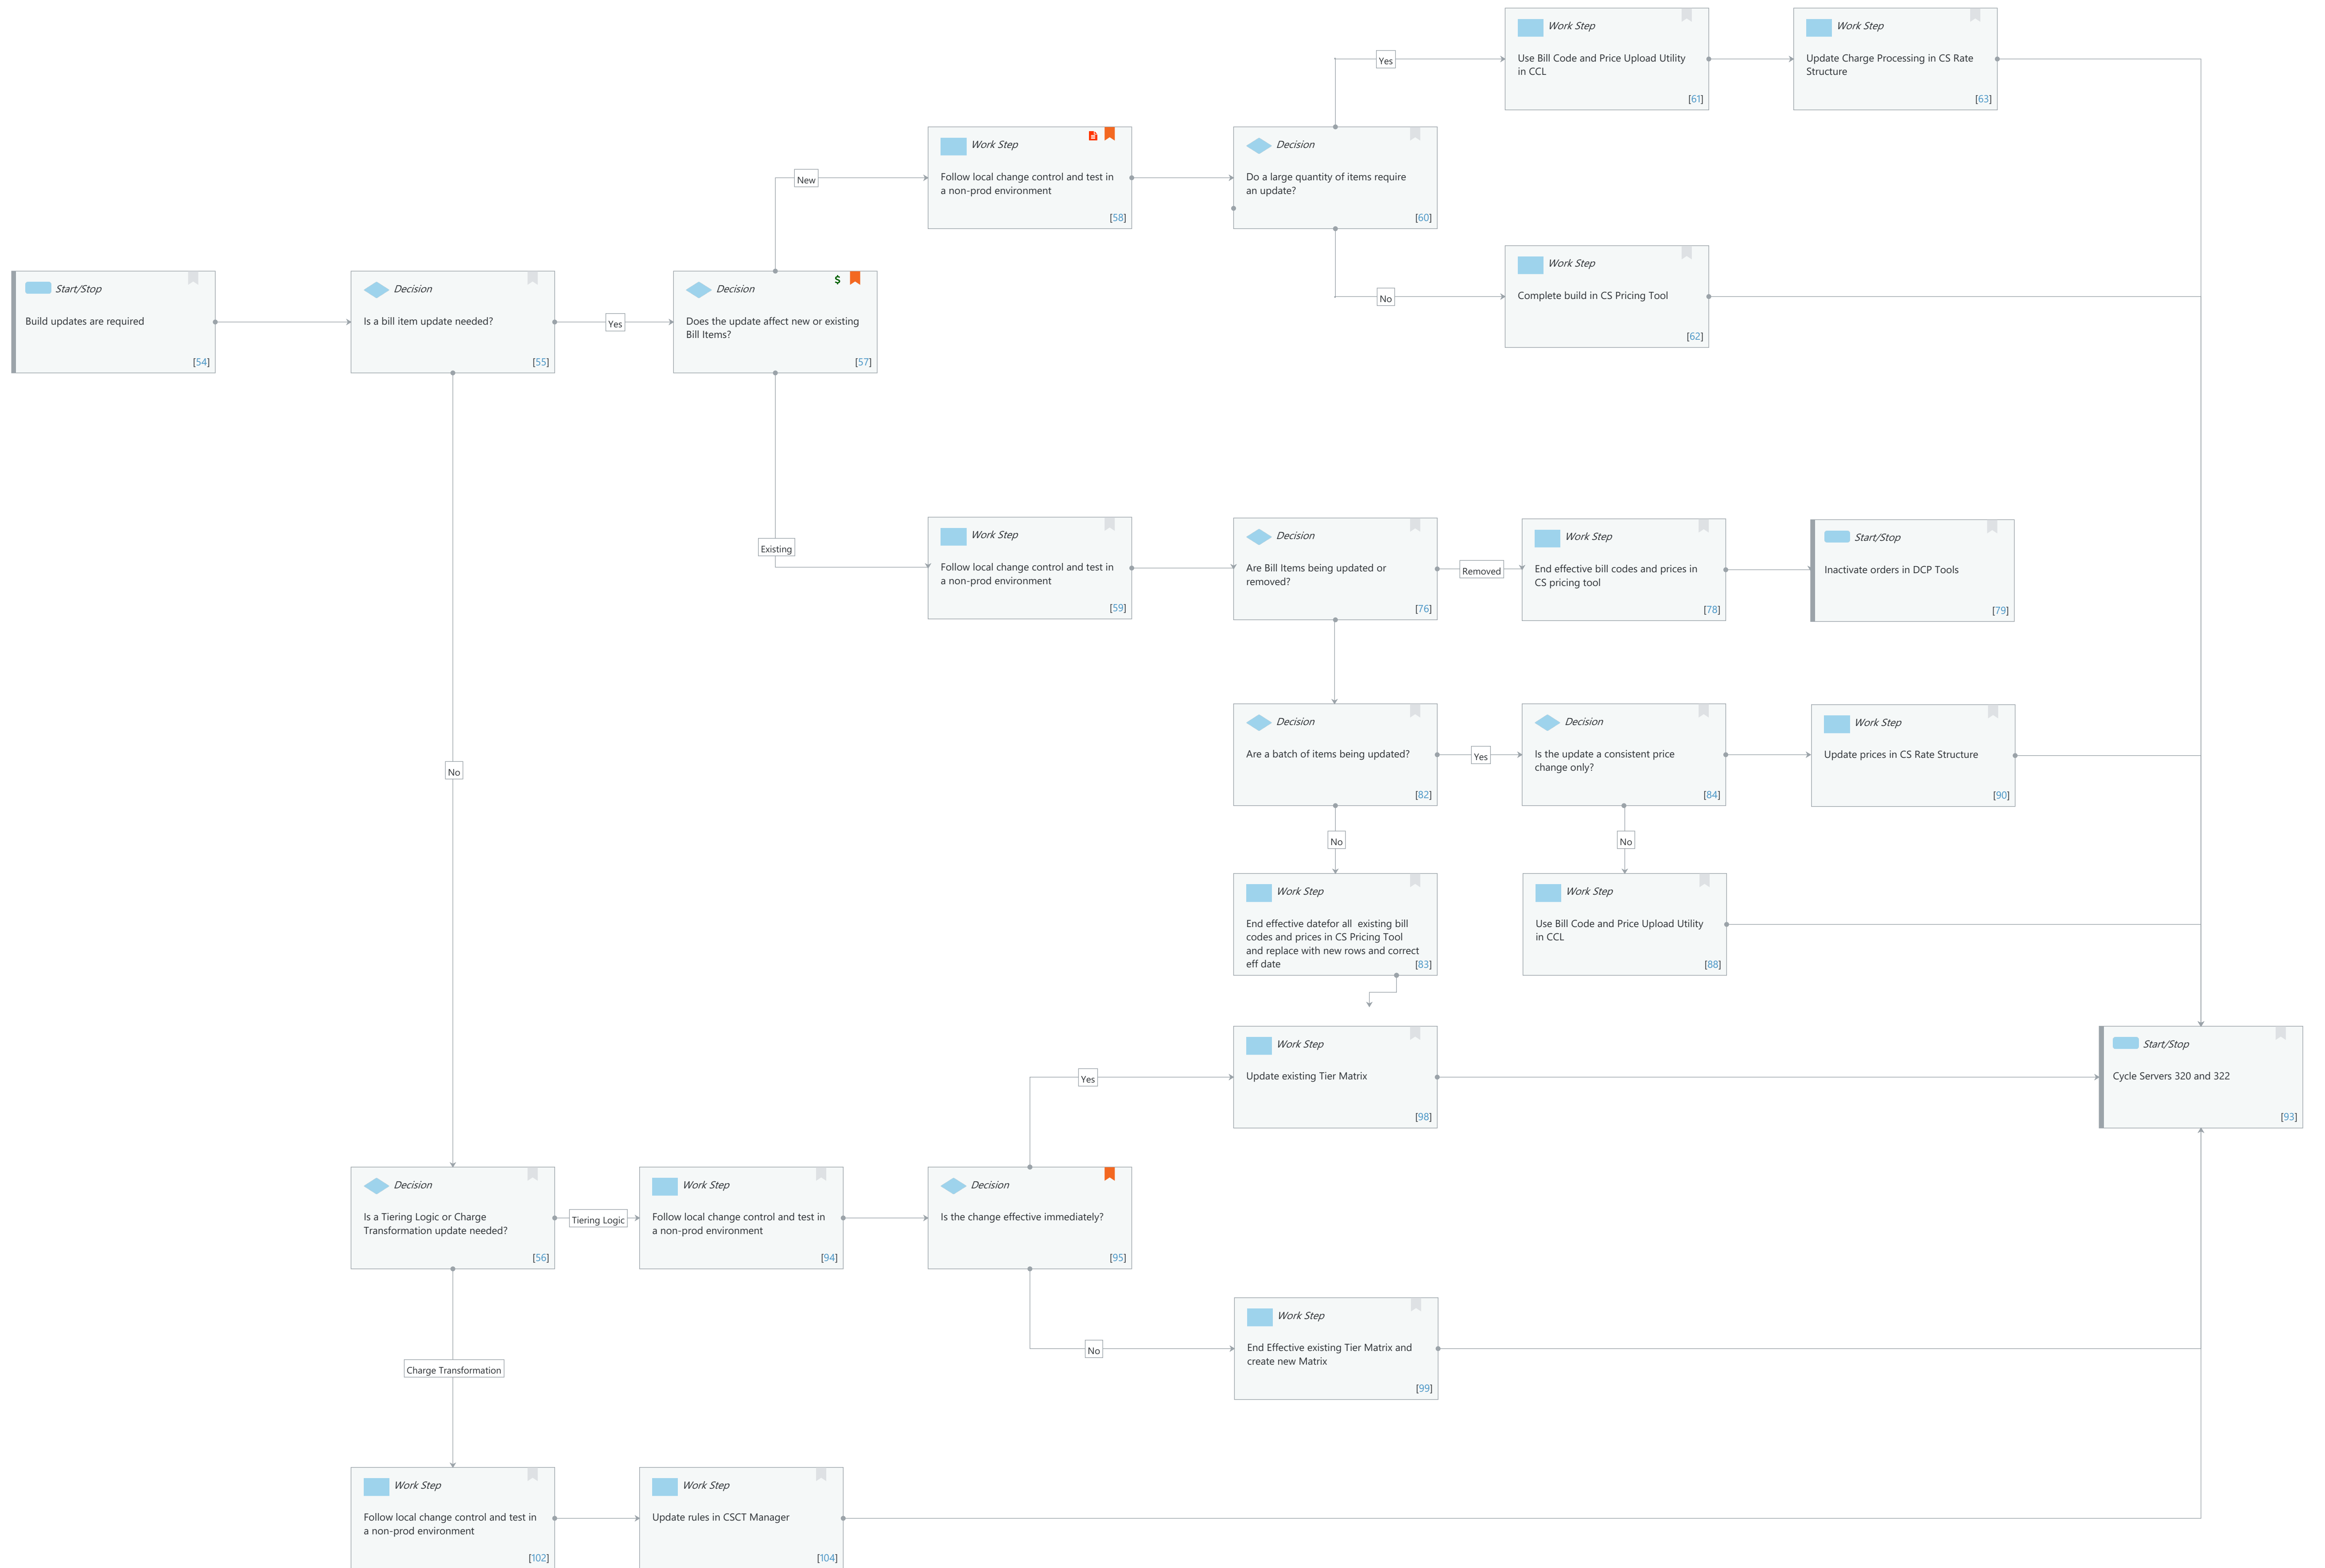 Work Step
Use Bill Code and Price Upload Utility
in CCL
[61]
Work Step
Update Charge Processing in CS Rate
Structure
[63]
Yes
Work Step
Follow local change control and test in
a non-prod environment
[58]
Decision
Do a large quantity of items require
an update?
[60]
New
Work Step
Complete build in CS Pricing Tool
[62]
No
Start/Stop
Build updates are required
[54]
Decision
Is a bill item update needed?
[55]
Yes
$
Decision
Does the update affect new or existing
Bill Items?
[57]
Existing
Work Step
Follow local change control and test in
a non-prod environment
[59]
Decision
Are Bill Items being updated or
removed?
[76]
Removed
Work Step
End effective bill codes and prices in
CS pricing tool
[78]
Start/Stop
Inactivate orders in DCP Tools
[79]
Decision
Are a batch of items being updated?
[82]
Yes
Decision
Is the update a consistent price
change only?
[84]
Work Step
Update prices in CS Rate Structure
[90]
No
No
No
Work Step
End effective datefor all  existing bill
codes and prices in CS Pricing Tool
and replace with new rows and correct
eff date
[83]
Work Step
Use Bill Code and Price Upload Utility
in CCL
[88]
Work Step
Update existing Tier Matrix
[98]
Yes
Start/Stop
Cycle Servers 320 and 322
[93]
Decision
Is a Tiering Logic or Charge
Transformation update needed?
[56]
Tiering Logic
Work Step
Follow local change control and test in
a non-prod environment
[94]
Decision
Is the change effective immediately?
[95]
No
Work Step
End Effective existing Tier Matrix and
create new Matrix
[99]
Charge Transformation
Work Step
Follow local change control and test in
a non-prod environment
[102]
Work Step
Update rules in CSCT Manager
[104]